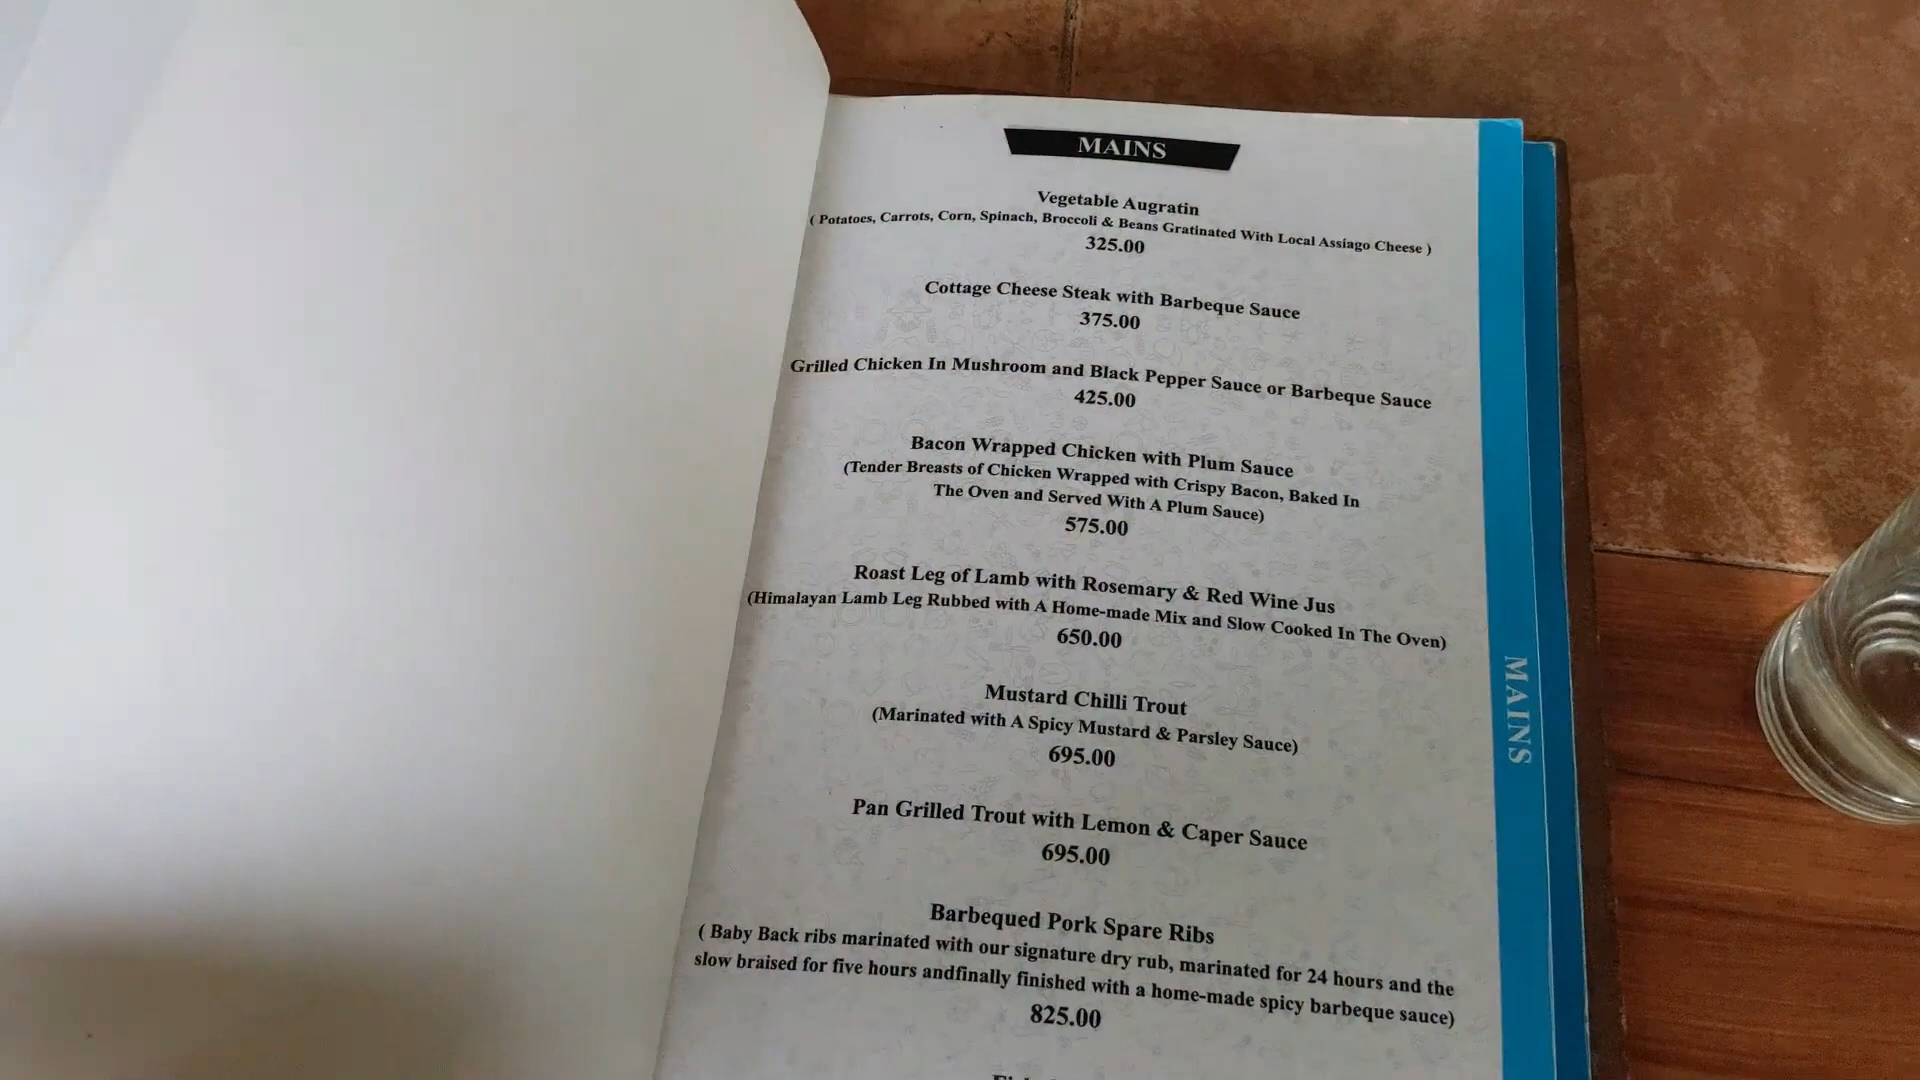 MAINS
Vegetable Augratin
( Potatoes, Carrots, Corn, Spinach, Broccoli & Beans Gratinated With Local Assiago Cheese )
325.00
Cottage Cheese Steak with Barbeque Sauce
375.00
Grilled Chicken In Mushroom and Black Pepper Sauce or Barbeque Sauce
425.00
Bacon Wrapped Chicken with Plum Sauce
(Tender Breasts of Chicken Wrapped with Crispy Bacon, Baked In
The Oven and Served With A Plum Sauce)
575.00
Roast Leg of Lamb with Rosemary & Red Wine Jus
(Himalayan Lamb Leg Rubbed with A Home-made Mix and Slow Cooked In The Oven)
650.00
Mustard Chilli Trout
(Marinated with A Spicy Mustard & Parsley Sauce)
695.00
Pan Grilled Trout with Lemon & Caper Sauce
695.00
Barbequed Pork Spare Ribs
( Baby Back ribs marinated with our signature dry rub, marinated for 24 hours and the
slow braised for five hours andfinally finished with a home-made spicy barbeque sauce)
825.00
MAINS